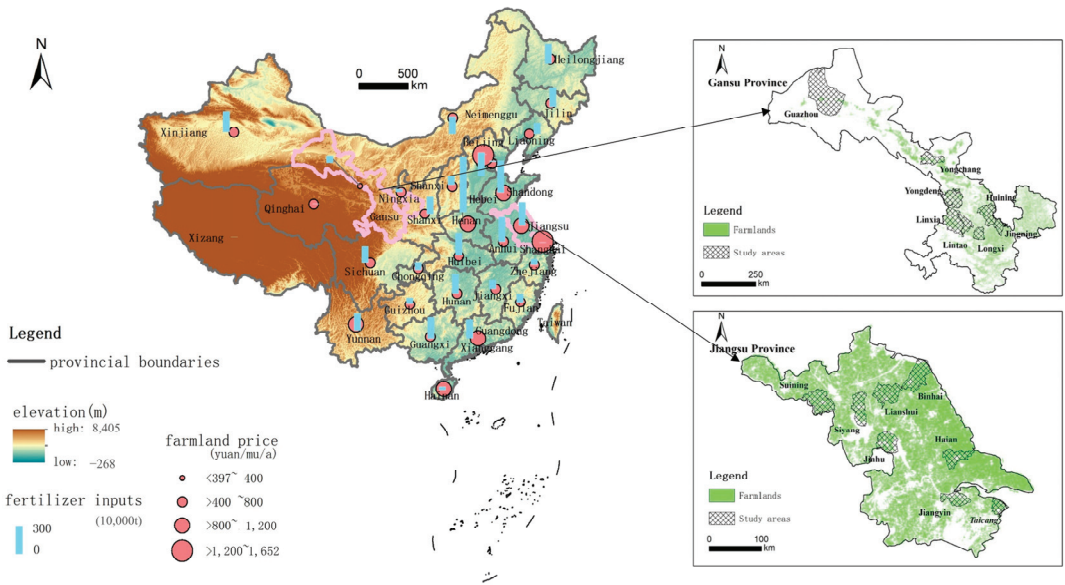 N
0 500
km
Heilongjiang
Jilin
Neimenggu
Liaoning
Xinjiang
Beijing
Shanxi
Hebei
Shandong
Ningxia
Qinghai
Gansu
Shanxi
Henan
Jiangsu
Xizang
Anhui
Shanghai
Hubei
Sichuan
Chongqing
Zhejiang
Hunan
Jiangxi
Guizhou
Fujian
Yunnan
Guangdong
Taiwan
Guangxi
Xianggang
Hainan
Legend
provincial boundaries
elevation(m)
high: 8,405
low: -268
fertilizer inputs
(10,000t)
300
0
farmland price
(yuan/mu/a)
<397~ 400
>400 ~800
>800~ 1,200
>1,200~1,652
N
Gansu Province
Guazhou
Yongchang
Yongdeng
Huining
Linxia
Jingning
Lintao
Longxi
Legend
Farmlands
Study areas
0 250
km
N
Jiangsu Province
Suining
Binhai
Lianshui
Siyang
Haian
Jinhu
Legend
Farmlands
Study areas
Jiangyin
Taicang
0 100
km